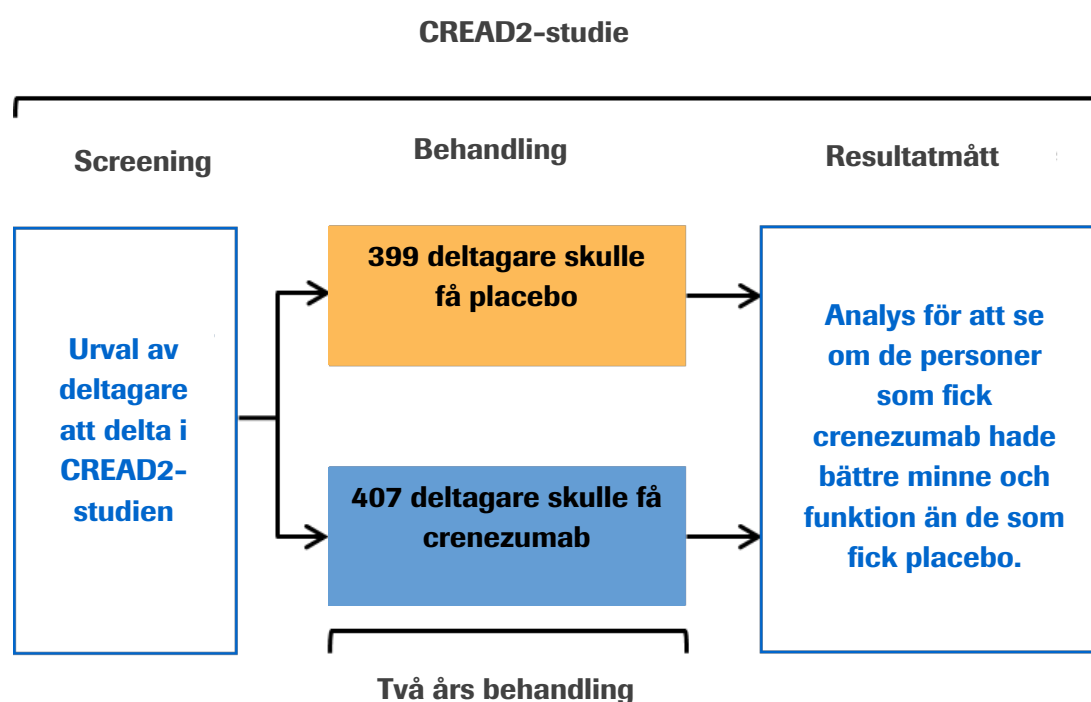 CREAD2-studie
Screening
Behandling
Resultatmått
Urval av
deltagare
att delta i
CREAD2-
studien
399 deltagare skulle
få placebo
407 deltagare skulle få
crenezumab
Analys för att se
om de personer
som fick
crenezumab hade
bättre minne och
funktion än de som
fick placebo.
Två års behandling